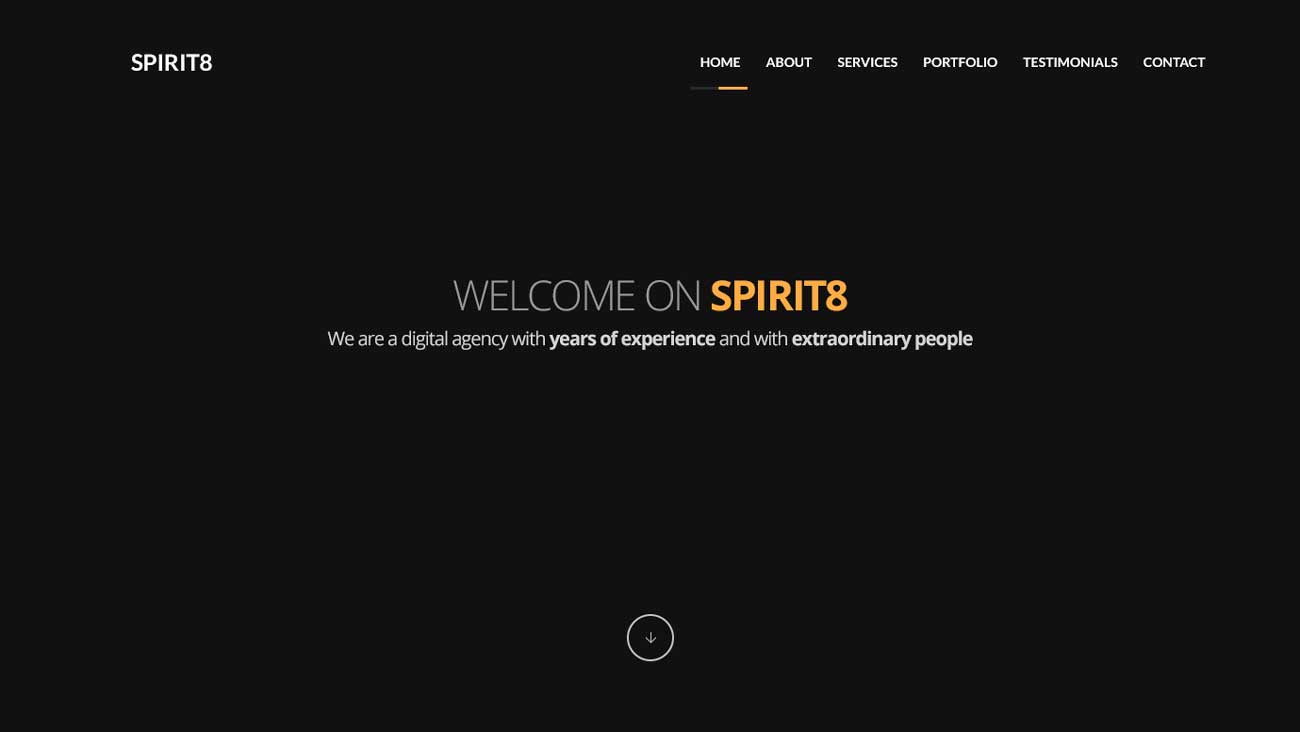 SPIRIT8
HOME ABOUT SERVICES PORTFOLIO TESTIMONIALS CONTACT
WELCOME ON SPIRIT8
We are a digital agency with years of experience and with extraordinary people